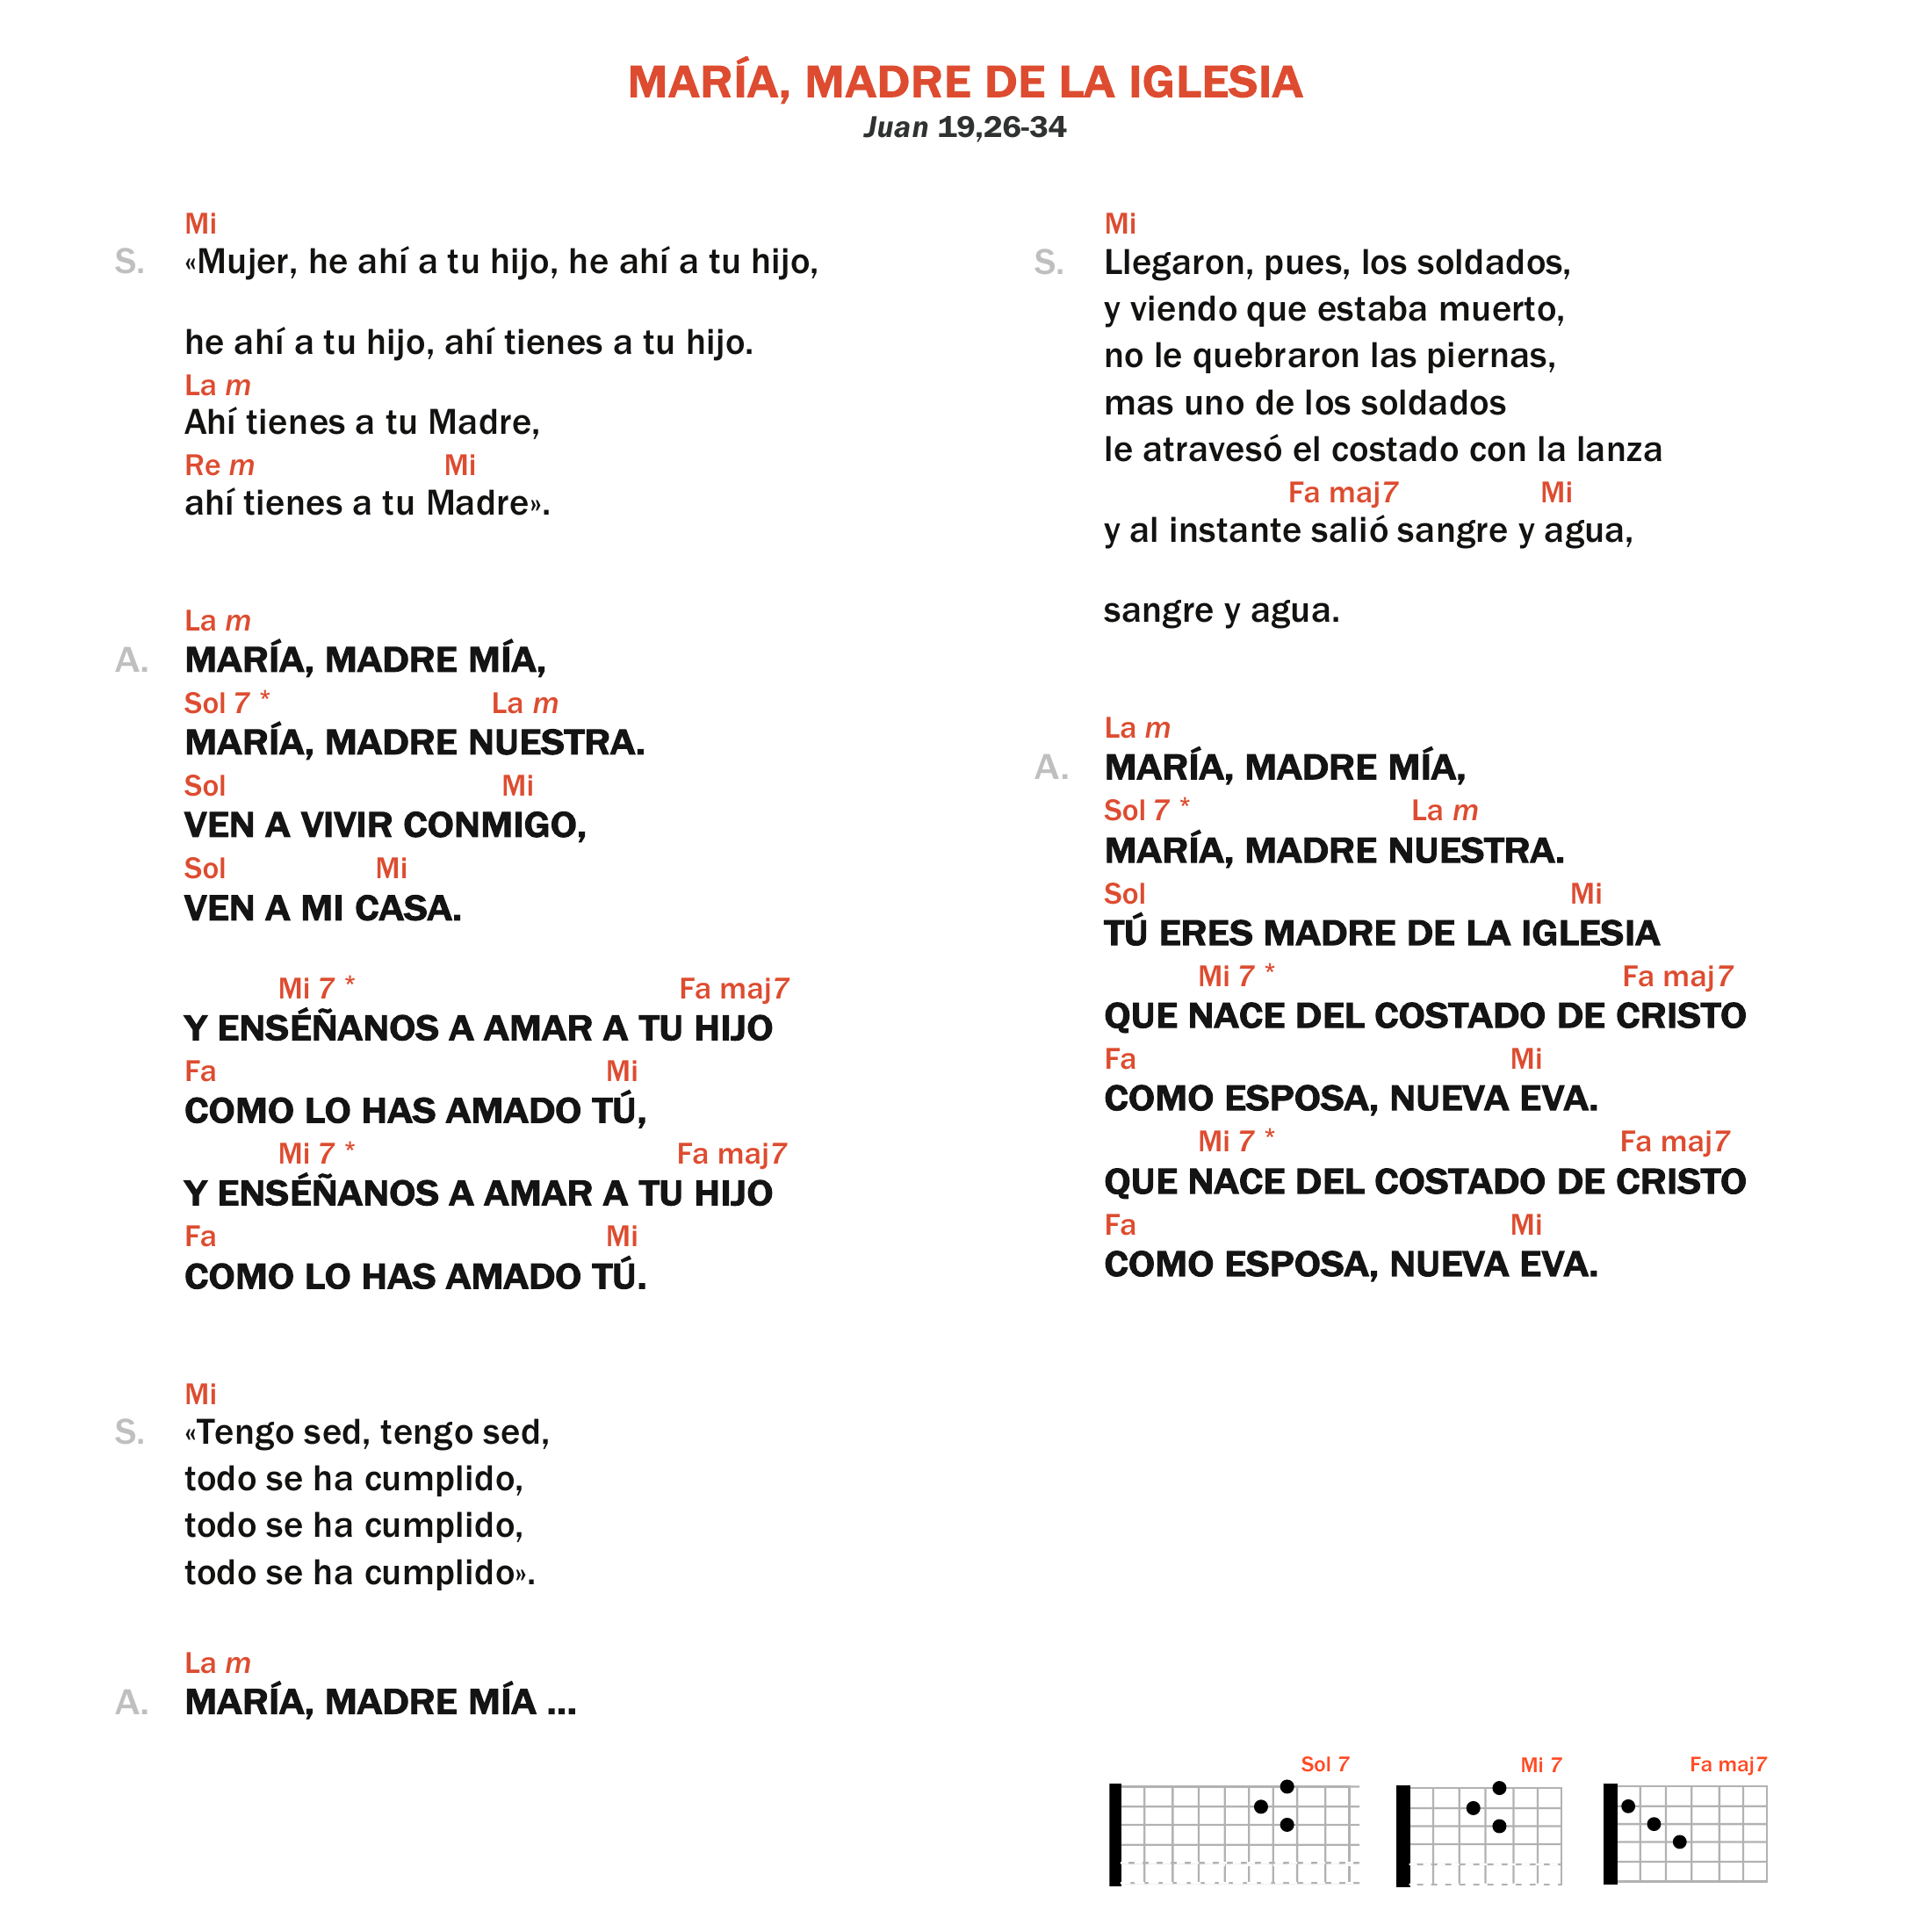 MARÍA, MADRE DE LA IGLESIA
Juan 19,26-34
Mi
S. «Mujer, he ahí a tu hijo, he ahí a tu hijo,
he ahí a tu hijo, ahí tienes a tu hijo.
La m
Ahí tienes a tu Madre,
Re m Mi
ahí tienes a tu Madre».
La m
A. MARÍA, MADRE MÍA,
Sol 7 * La m
MARÍA, MADRE NUESTRA.
Sol Mi
VEN A VIVIR CONMIGO,
Sol Mi
VEN A MI CASA.
Mi 7 * Fa maj7
Y ENSÉÑANOS A AMAR A TU HIJO
Fa Mi
COMO LO HAS AMADO TÚ,
Mi 7 * Fa maj7
Y ENSÉÑANOS A AMAR A TU HIJO
Fa Mi
COMO LO HAS AMADO TÚ.
Mi
S. «Tengo sed, tengo sed,
todo se ha cumplido,
todo se ha cumplido,
todo se ha cumplido».
La m
A. MARÍA, MADRE MÍA ...
Mi
S. Llegaron, pues, los soldados,
y viendo que estaba muerto,
no le quebraron las piernas,
mas uno de los soldados
le atravesó el costado con la lanza
Fa maj7 Mi
y al instante salió sangre y agua,
sangre y agua.
La m
A. MARÍA, MADRE MÍA,
Sol 7 * La m
MARÍA, MADRE NUESTRA.
Sol Mi
TÚ ERES MADRE DE LA IGLESIA
Mi 7 * Fa maj7
QUE NACE DEL COSTADO DE CRISTO
Fa Mi
COMO ESPOSA, NUEVA EVA.
Mi 7 * Fa maj7
QUE NACE DEL COSTADO DE CRISTO
Fa Mi
COMO ESPOSA, NUEVA EVA.
Sol 7 Mi 7 Fa maj7